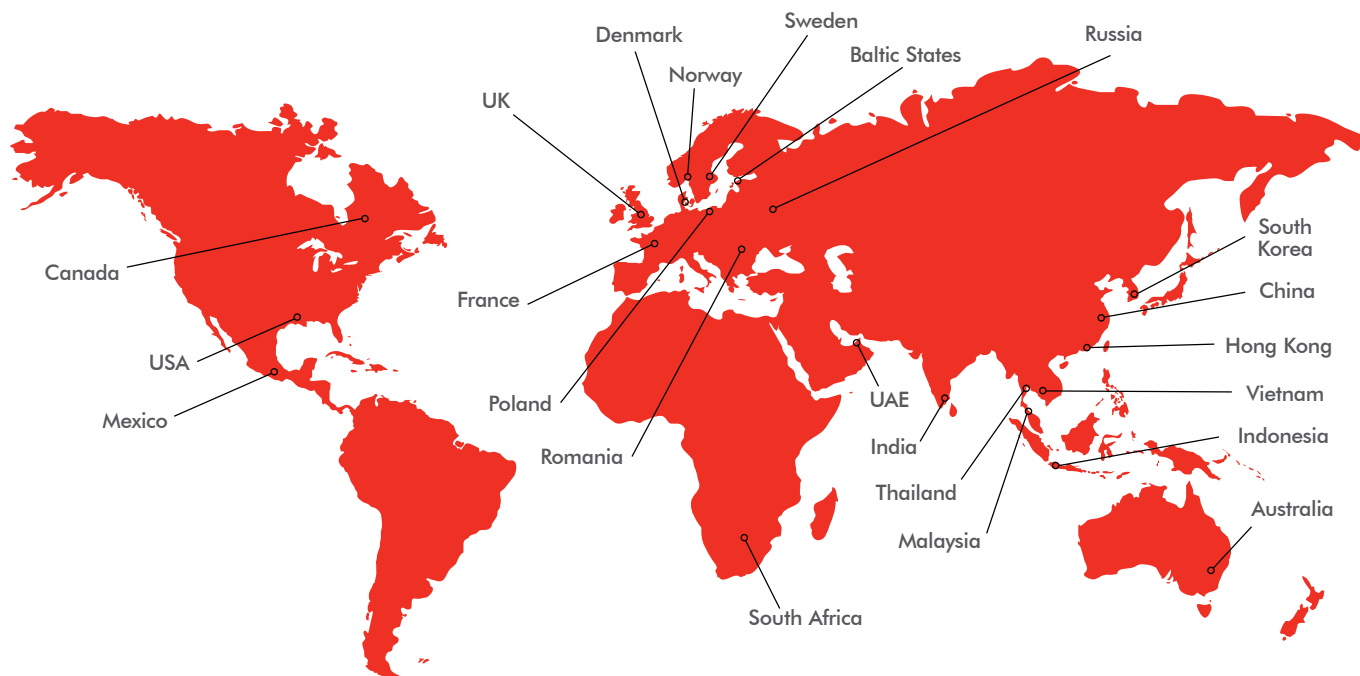 Sweden
Denmark
Russia
Baltic States
Norway
UK
South
Korea
Canada
China
France
Hong Kong
USA
Vietnam
UAE
Poland
Mexico
Indonesia
India
Romania
Thailand
Australia
Malaysia
South Africa